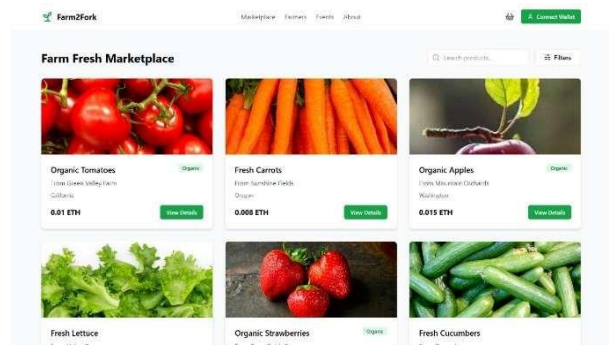 Farm2Fork
Marketplace Farmers Events About
Connect Wallet
Farm Fresh Marketplace
Search products...
Filters
Organic Tomatoes
Organic
From Green Valley Farm
California
0.01 ETH
View Details
Fresh Carrots
From Sunshine Fields
Oregon
0.008 ETH
View Details
Organic Apples
Organic
From Mountain Orchards
Washington
0.015 ETH
View Details
Fresh Lettuce
Organic Strawberries
Organic
Fresh Cucumbers